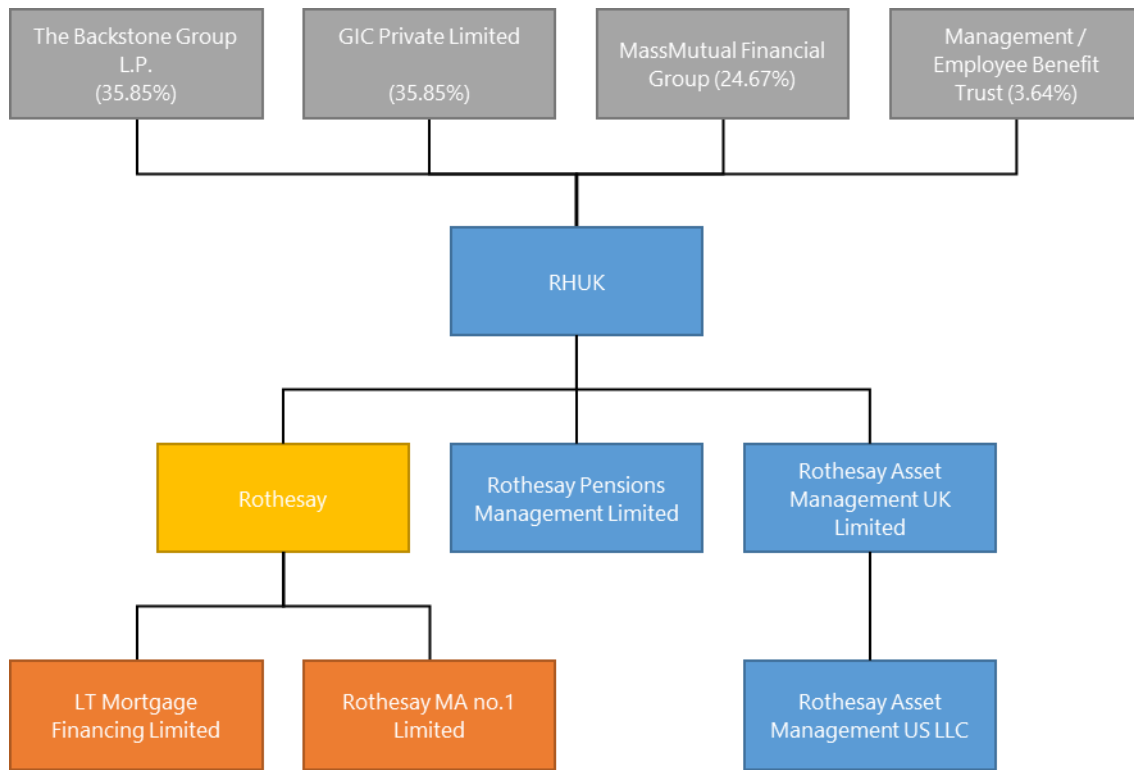 The Backstone Group
L.P.
(35.85%)
GIC Private Limited
(35.85%)
MassMutual Financial
Group (24.67%)
Management /
Employee Benefit
Trust (3.64%)
RHUK
Rothesay
Rothesay Pensions
Management Limited
Rothesay Asset
Management UK
Limited
LT Mortgage
Financing Limited
Rothesay MA no.1
Limited
Rothesay Asset
Management US LLC